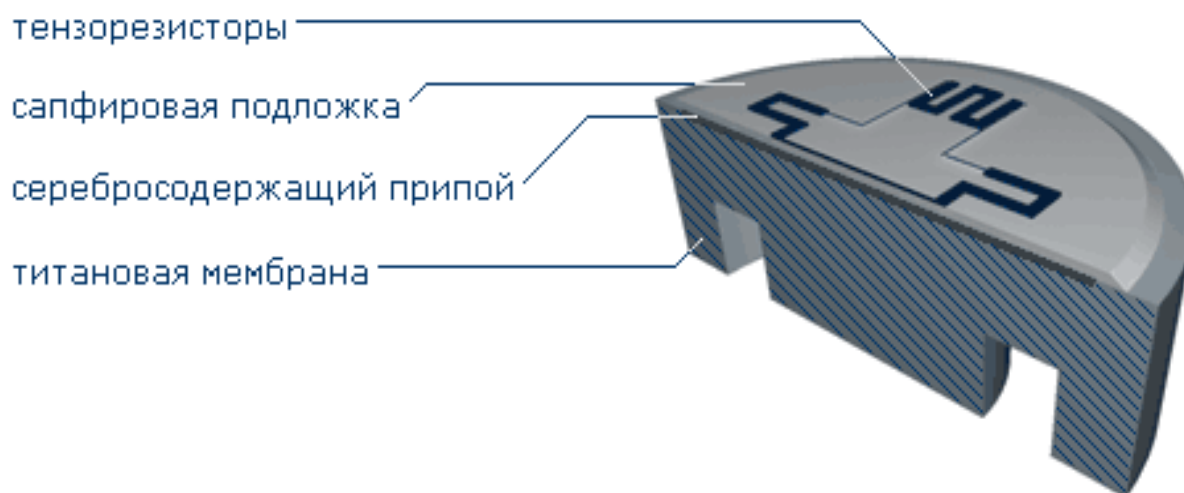 тензорезисторы
сапфировая подложка
серебросодержащий припой
титановая мембрана